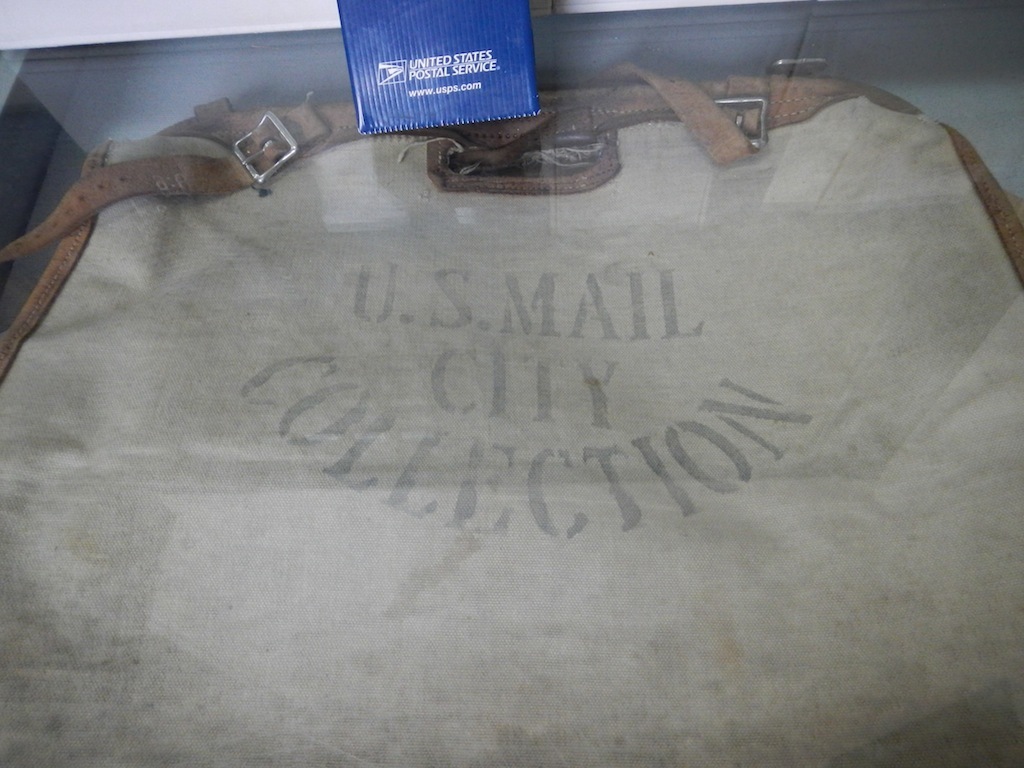 UNITED STATES
POSTAL SERVICE®
www.usps.com
U.S.MAIL
CITY
COLLECTION